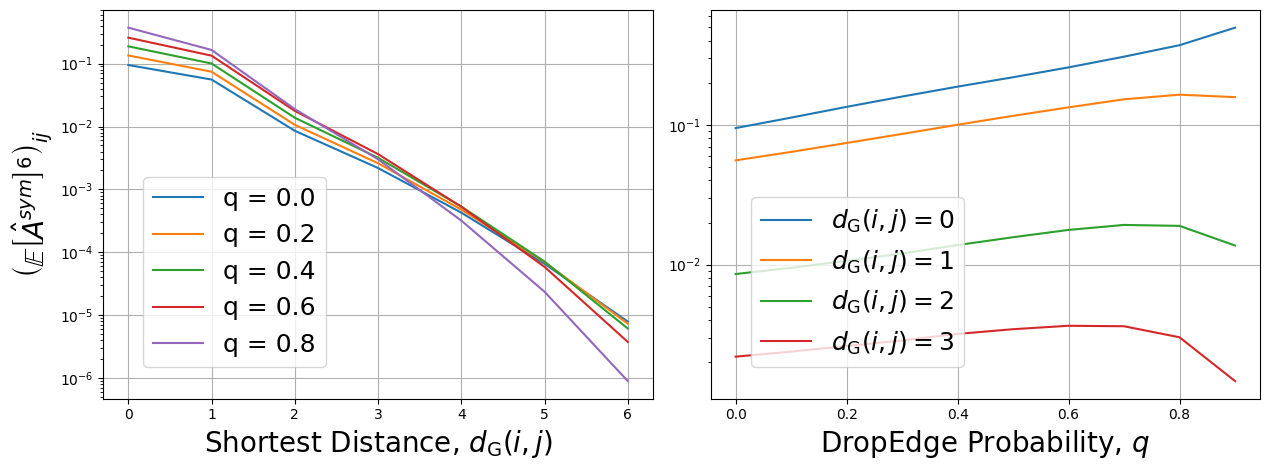 (𝔼[Â^{sym}]^6)_{ij}
10^{-1}
10^{-2}
10^{-3}
10^{-4}
10^{-5}
10^{-6}
q = 0.0
q = 0.2
q = 0.4
q = 0.6
q = 0.8
0 1 2 3 4 5 6
Shortest Distance, d_G(i, j)
10^{-1}
10^{-2}
d_G(i, j) = 0
d_G(i, j) = 1
d_G(i, j) = 2
d_G(i, j) = 3
0.0 0.2 0.4 0.6 0.8
DropEdge Probability, q